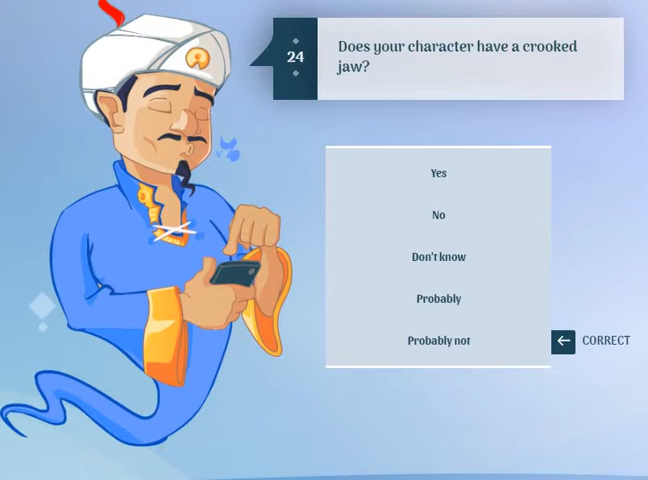 24
Does your character have a crooked
jaw?
Yes
No
Don't know
Probably
Probably not
CORRECT